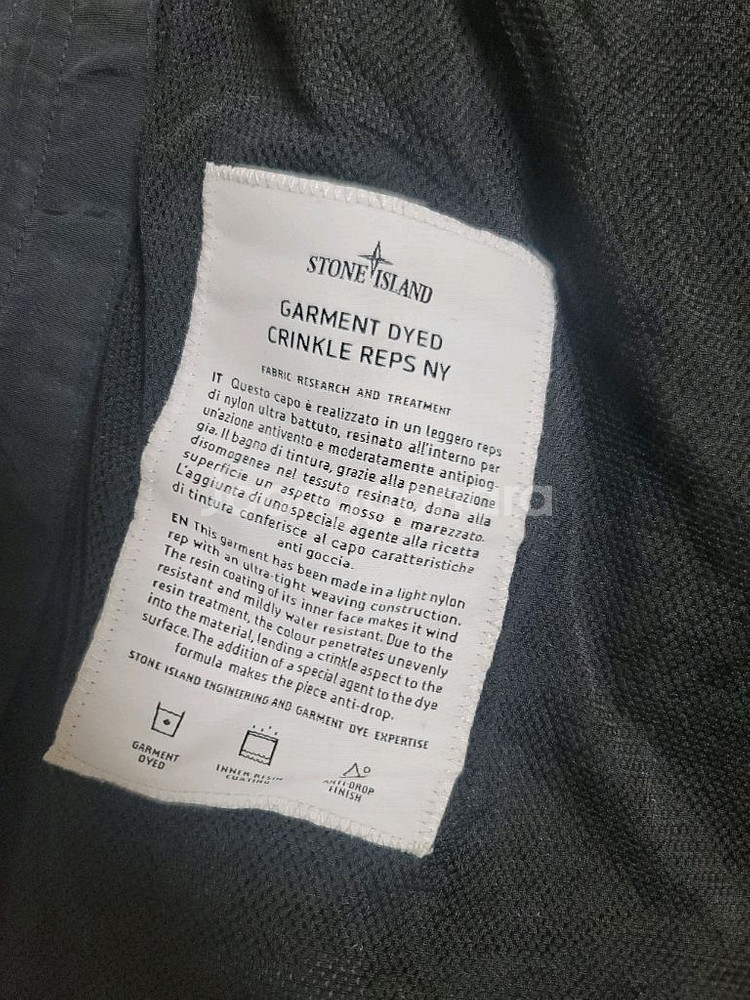 STONE ISLAND
GARMENT DYED
CRINKLE REPS NY
FABRIC RESEARCH AND TREATMENT
IT Questo capo è realizzato in un leggero reps
di nylon ultra battuto, resinato all'interno per
un'azione antivento e moderatamente antipiog-
gia. Il bagno di tintura, grazie alla penetrazione
disomogenea nel tessuto resinato, dona alla
superficie un aspetto mosso e marezzato.
L'aggiunta di uno speciale agente alla ricetta
di tintura conferisce al capo caratteristiche
anti goccia.
EN This garment has been made in a light nylon
rep with an ultra-tight weaving construction.
The resin coating of its inner face makes it wind
resistant and mildly water resistant. Due to the
resin treatment, the colour penetrates unevenly
into the material, lending a crinkle aspect to the
surface. The addition of a special agent to the dye
formula makes the piece anti-drop.
STONE ISLAND ENGINEERING AND GARMENT DYE EXPERTISE
GARMENT
DYED
INNER RESIN
COATING
ANTI-DROP
FINISH